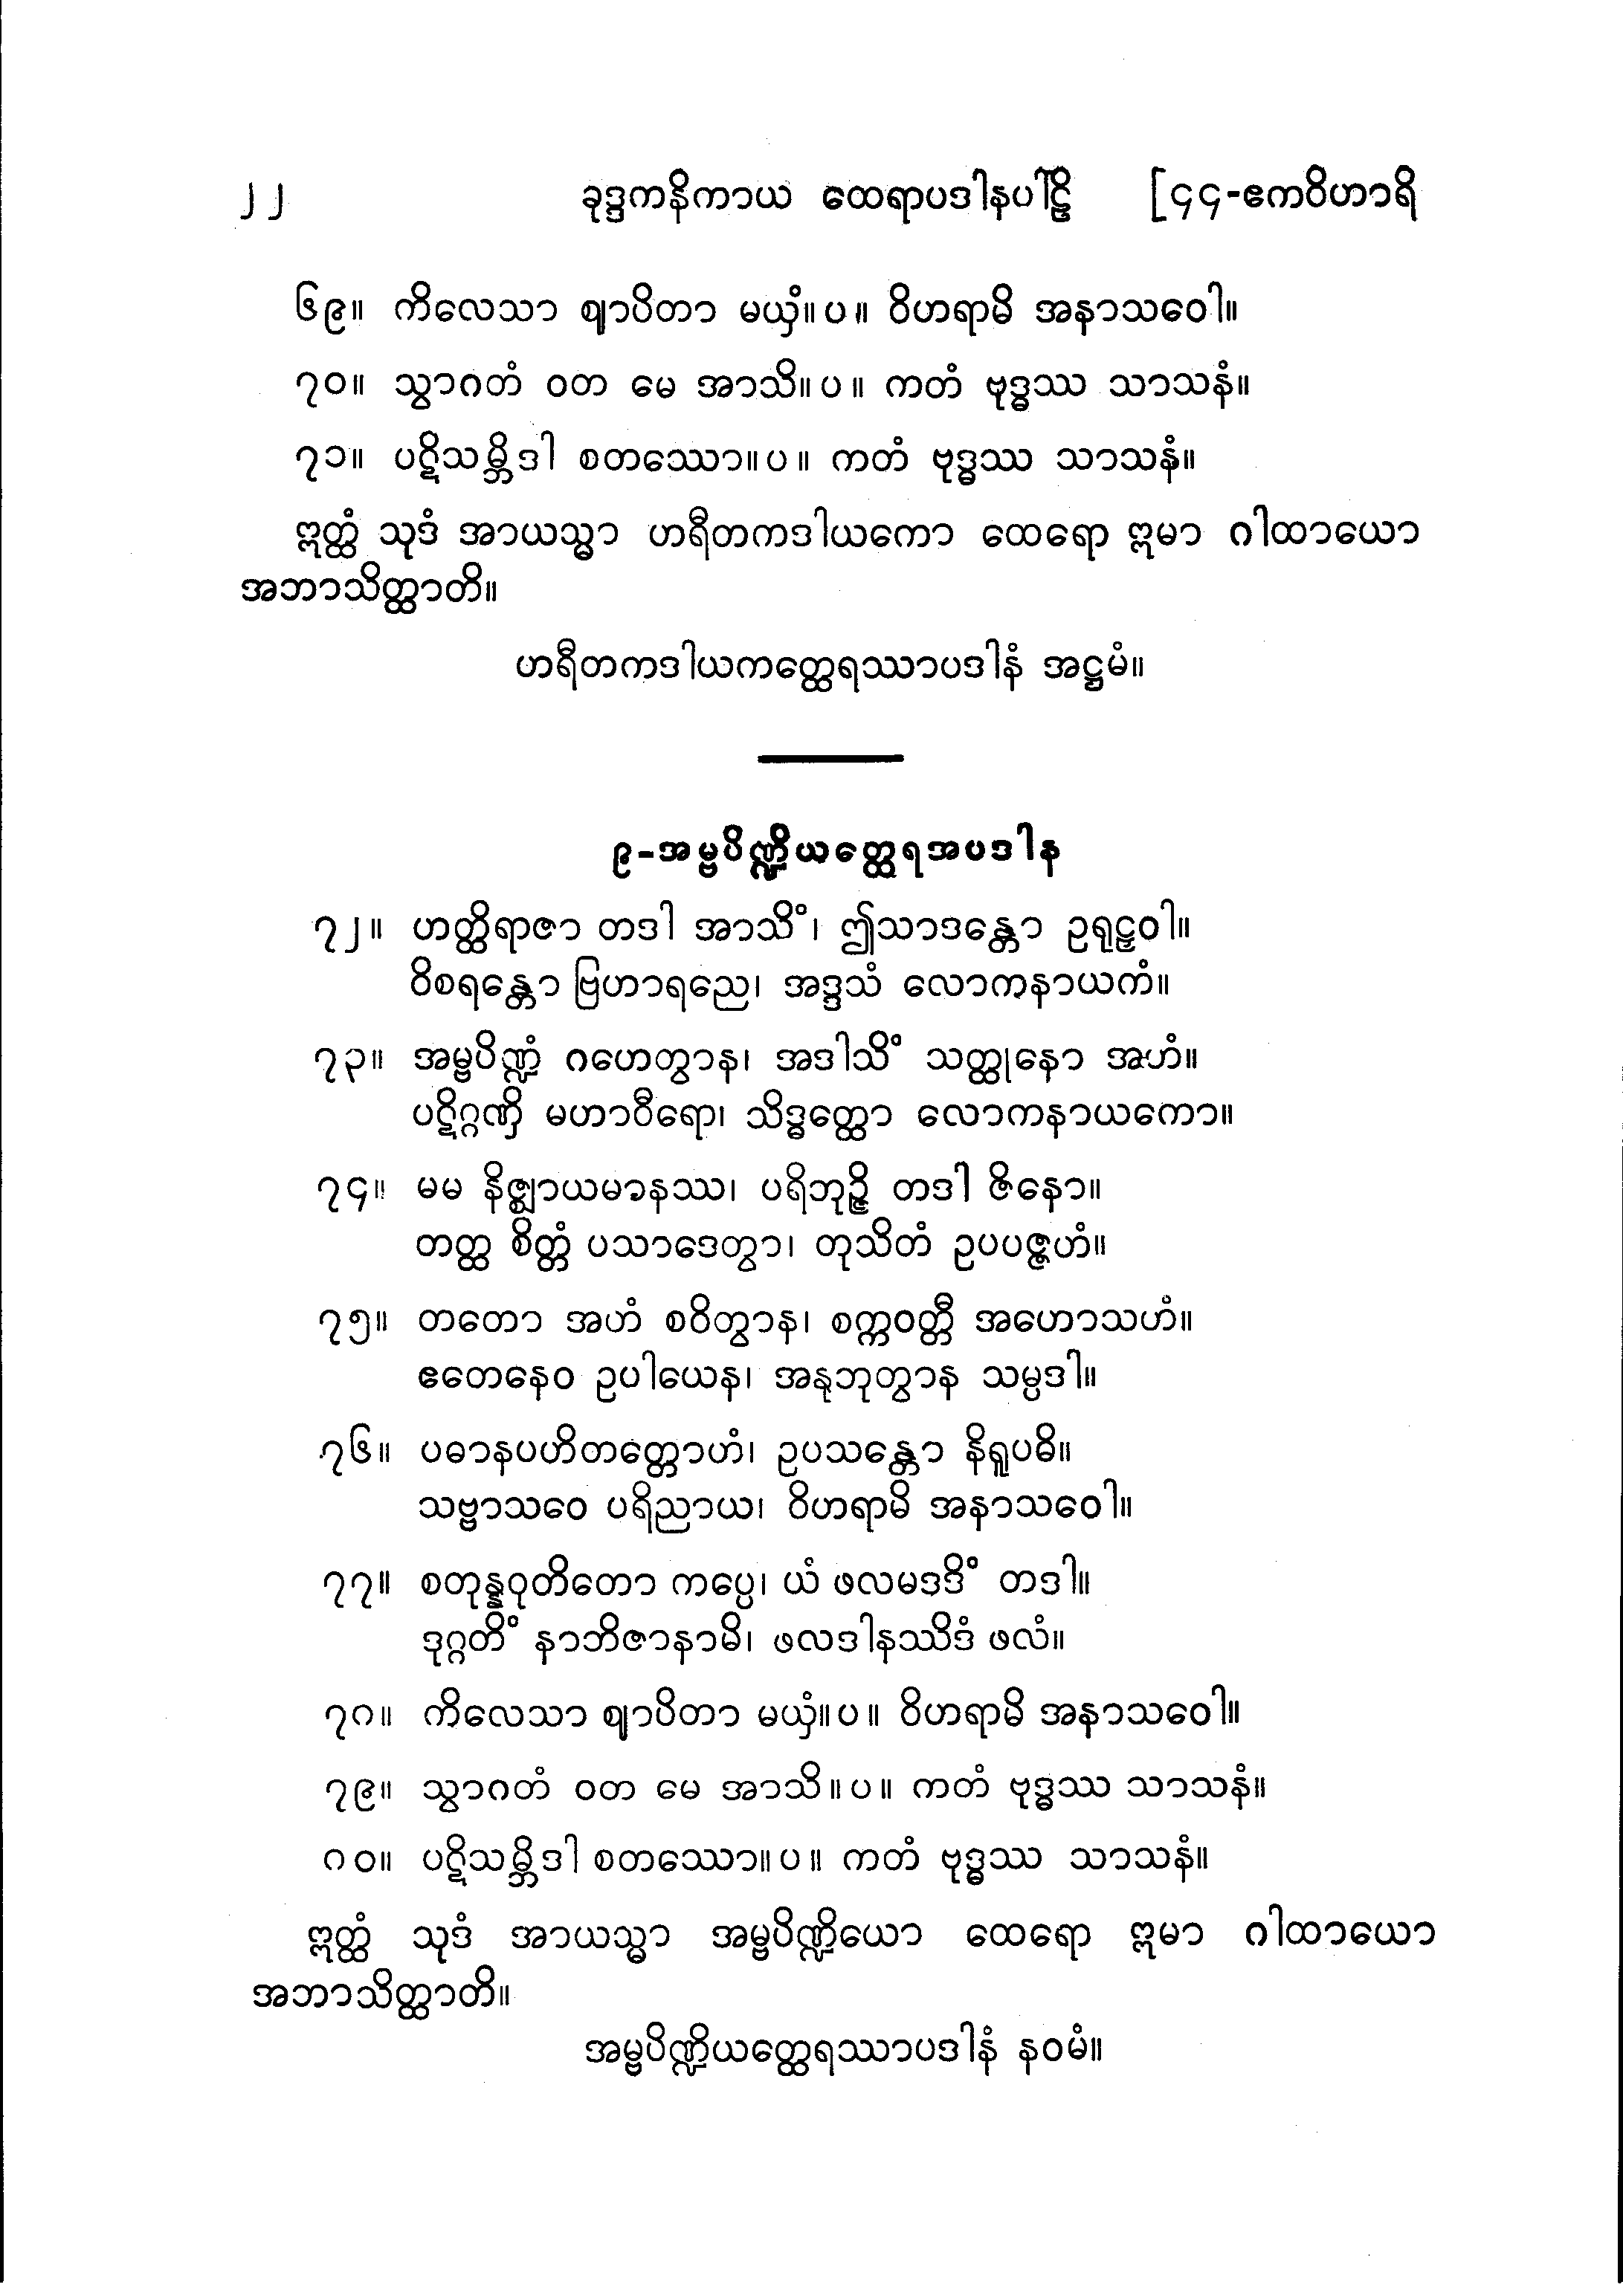 ၂၂ ခုဒ္ဒကနိကာယ ထေရာပဒါနပါဠိ [၄၄-ဧကဝိဟာရိ
၆၉။ ကိလေသာ ဈာပိတာ မယှံ။ပ။ ဝိဟရာမိ အနာသဝေါ။
၇၀။ သွာဂတံ ဝတ မေ အာသိ။ပ။ ကတံ ဗုဒ္ဓဿ သာသနံ။
၇၁။ ပဋိသမ္ဘိဒါ စတဿော။ပ။ ကတံ ဗုဒ္ဓဿ သာသနံ။
ဣတ္ထံ သုဒံ အာယသ္မာ ဟရီတကဒါယကော ထေရော ဣမာ ဂါထာယော
အဘာသိတ္ထာတိ။
ဟရီတကဒါယကတ္ထေရဿာပဒါနံ အဋ္ဌမံ။
၉-အမ္ဗပိဏ္ဍိယတ္ထေရအပဒါန
၇၂။ ဟတ္ထိရာဇာ တဒါ အာသိံ၊ ဤသာဒန္တော ဥရုဠှဝါ။
ဝိစရန္တော ဗြဟာရညေ၊ အဒ္ဒသံ လောကနာယကံ။
၇၃။ အမ္ဗပိဏ္ဍံ ဂဟေတွာန၊ အဒါသိံ သတ္ထုနော အဟံ။
ပဋိဂ္ဂဏှိ မဟာဝီရော၊ သိဒ္ဓတ္ထော လောကနာယကော။
၇၄။ မမ နိဇ္ဈာယမာနဿ၊ ပရိဘုဉ္ဇိ တဒါ ဇိနော။
တတ္ထ စိတ္တံ ပသာဒေတွာ၊ တုသိတံ ဥပပဇ္ဇဟံ။
၇၅။ တတော အဟံ စဝိတွာန၊ စက္ကဝတ္တီ အဟောသဟံ။
ဧတေနေဝ ဥပါယေန၊ အနုဘုတွာန သမ္ပဒါ။
၇၆။ ပဓာနပဟိတတ္တောဟံ၊ ဥပသန္တော နိရူပဓိ။
သဗ္ဗာသဝေ ပရိညာယ၊ ဝိဟရာမိ အနာသဝေါ။
၇၇။ စတုန္နဝုတိတော ကပ္ပေ၊ ယံ ဖလမဒဒိံ တဒါ။
ဒုဂ္ဂတိံ နာဘိဇာနာမိ၊ ဖလဒါနဿိဒံ ဖလံ။
၇၈။ ကိလေသာ ဈာပိတာ မယှံ။ပ။ ဝိဟရာမိ အနာသဝေါ။
၇၉။ သွာဂတံ ဝတ မေ အာသိ။ပ။ ကတံ ဗုဒ္ဓဿ သာသနံ။
၈၀။ ပဋိသမ္ဘိဒါ စတဿော။ပ။ ကတံ ဗုဒ္ဓဿ သာသနံ။
ဣတ္ထံ သုဒံ အာယသ္မာ အမ္ဗပိဏ္ဍိယော ထေရော ဣမာ ဂါထာယော
အဘာသိတ္ထာတိ။
အမ္ဗပိဏ္ဍိယတ္ထေရဿာပဒါနံ နဝမံ။